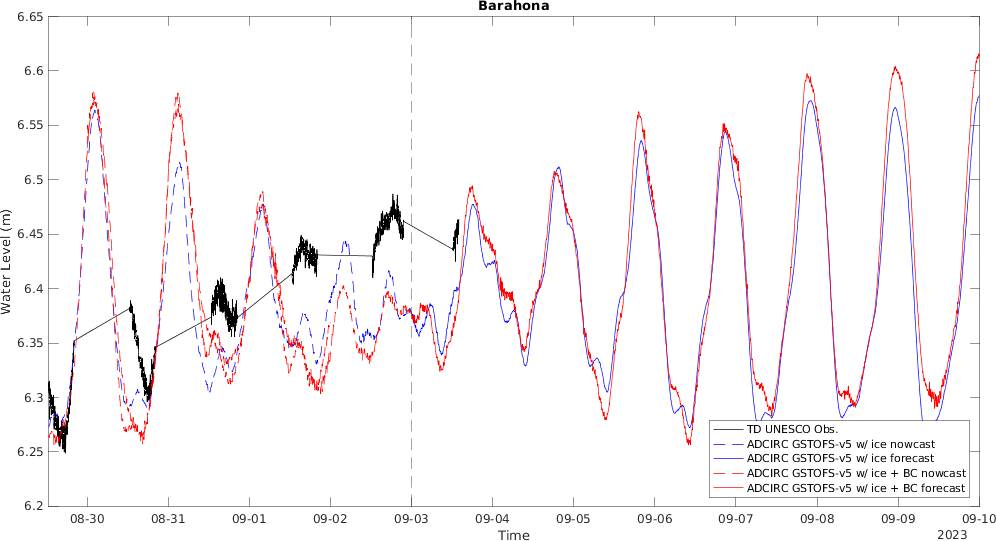 Barahona
6.65
6.6
6.55
6.5
6.45
6.4
6.35
6.3
6.25
6.2
Water Level (m)
TD UNESCO Obs.
ADCIRC GSTOFS-v5 w/ ice nowcast
ADCIRC GSTOFS-v5 w/ ice forecast
ADCIRC GSTOFS-v5 w/ ice + BC nowcast
ADCIRC GSTOFS-v5 w/ ice + BC forecast
08-30 08-31 09-01 09-02 09-03 09-04 09-05 09-06 09-07 09-08 09-09 09-10
Time
2023